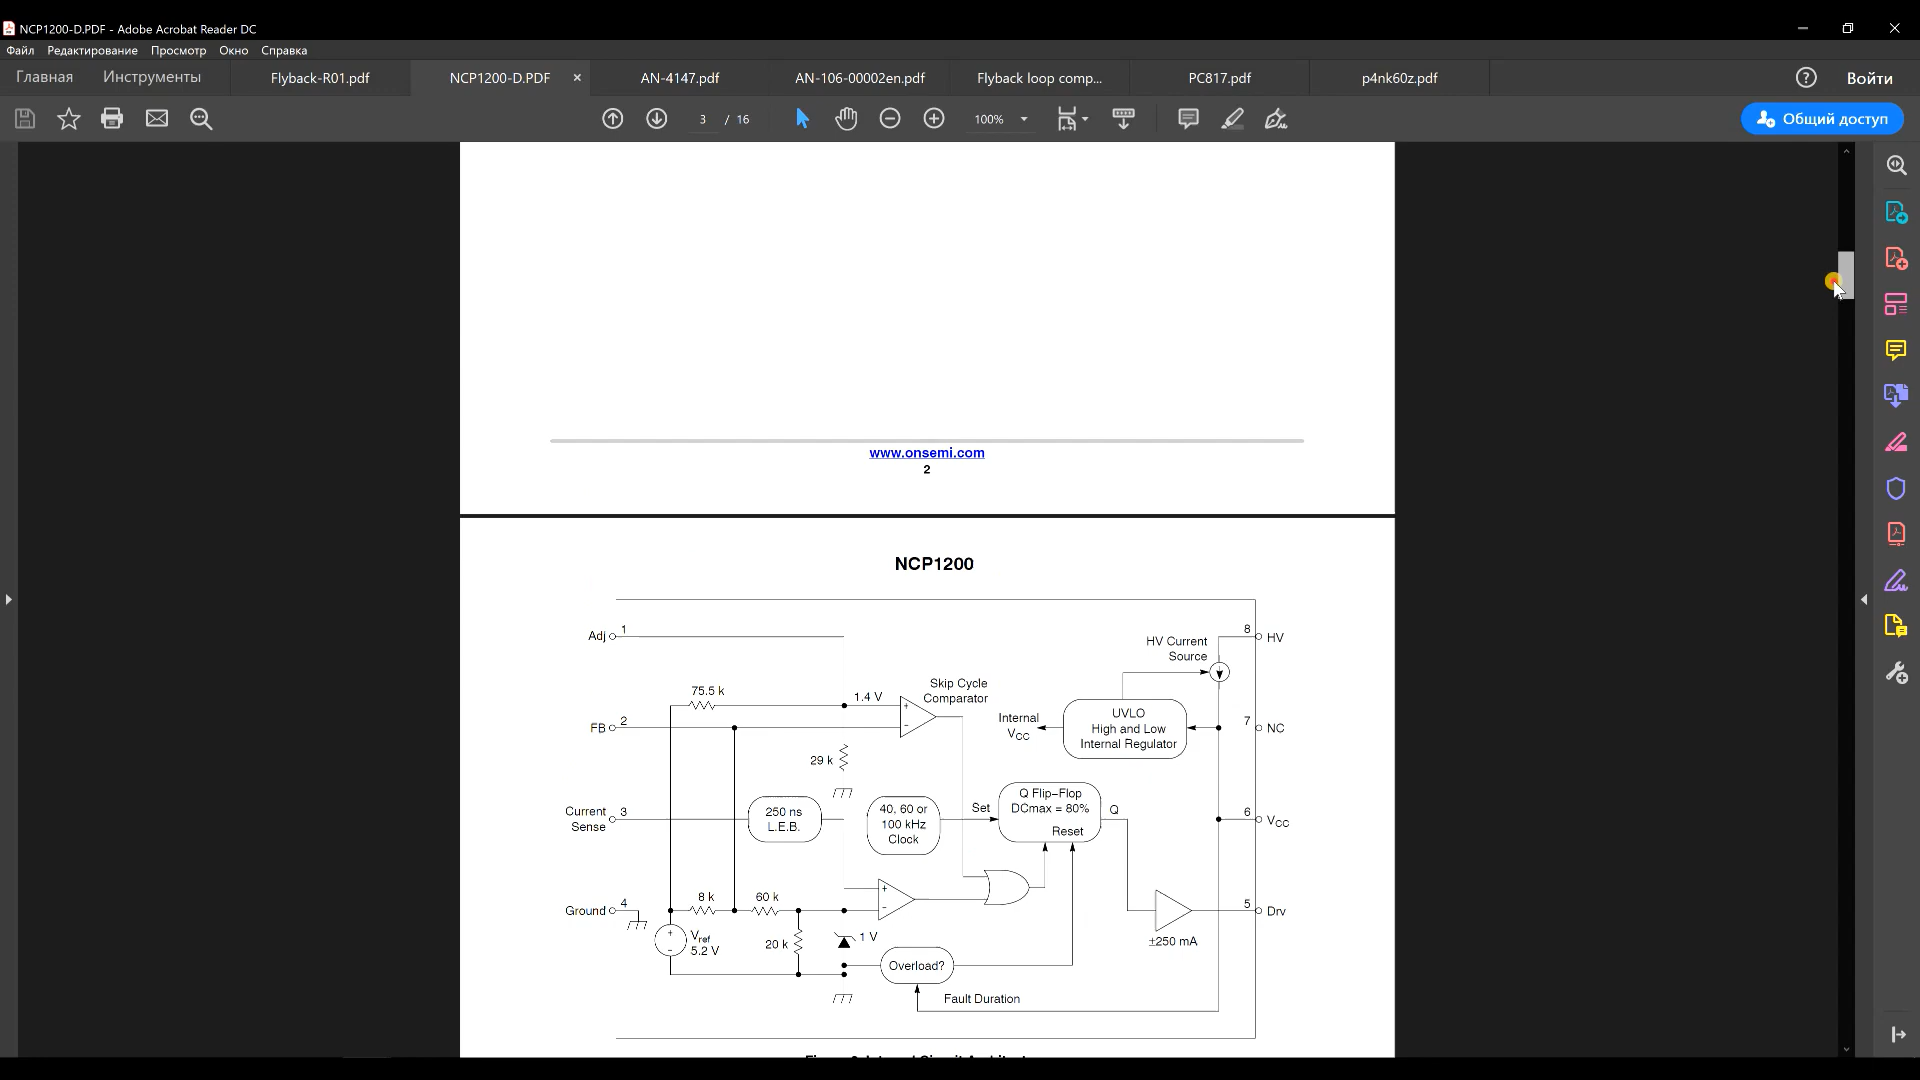 NCP1200-D.PDF - Adobe Acrobat Reader DC
Файл Редактирование Просмотр Окно Справка
Главная Инструменты Flyback-R01.pdf NCP1200-D.PDF × AN-4147.pdf AN-106-00002en.pdf Flyback loop comp... PC817.pdf p4nk60z.pdf ? Войти
3 / 16 100% Общий доступ
www.onsemi.com
2
NCP1200
Adj 1
8 HV
HV Current
Source
75.5 k
1.4 V
Skip Cycle
Comparator
FB 2
Internal
VCC
UVLO
High and Low
Internal Regulator
7 NC
29 k
Current
Sense
3
250 ns
L.E.B.
40, 60 or
100 kHz
Clock
Set
Q Flip−Flop
DCmax = 80%
Reset
Q
6 VCC
+
-
+
-
Ground 4
8 k
60 k
5 Drv
+
-
Vref
5.2 V
20 k
1 V
±250 mA
Overload?
Fault Duration